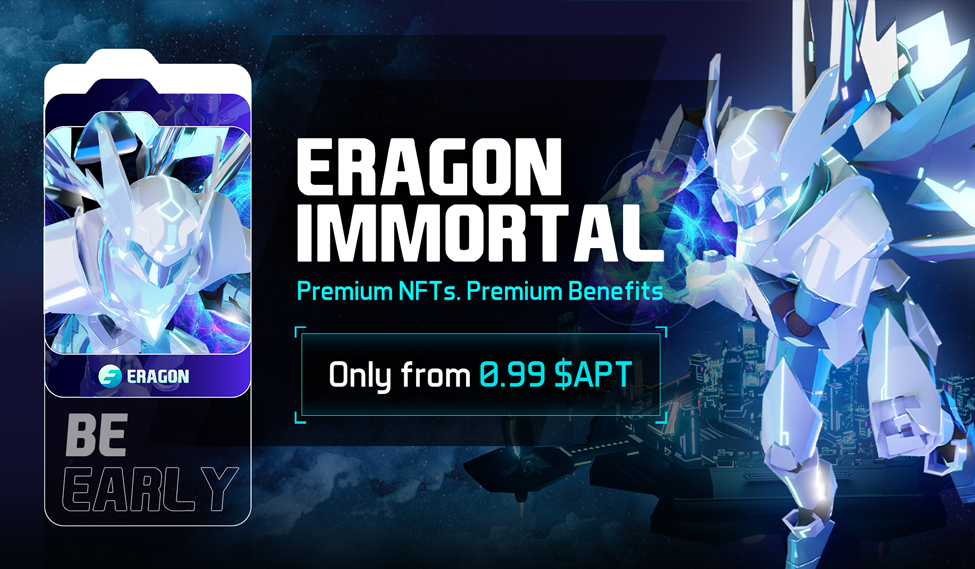 ERAGON
BE
EARLY
ERAGON
IMMORTAL
Premium NFTs. Premium Benefits
Only from 0.99 $APT